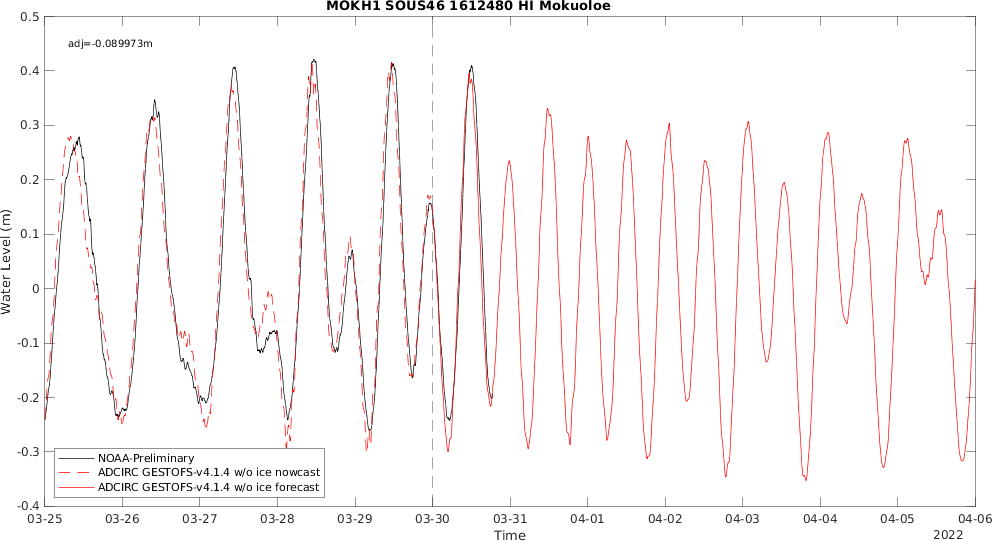 MOKH1 SOUS46 1612480 HI Mokuoloe
adj=-0.089973m
Water Level (m)
0.5
0.4
0.3
0.2
0.1
0
-0.1
-0.2
-0.3
-0.4
NOAA-Preliminary
ADCIRC GESTOFS-v4.1.4 w/o ice nowcast
ADCIRC GESTOFS-v4.1.4 w/o ice forecast
03-25 03-26 03-27 03-28 03-29 03-30 03-31 04-01 04-02 04-03 04-04 04-05 04-06
Time
2022